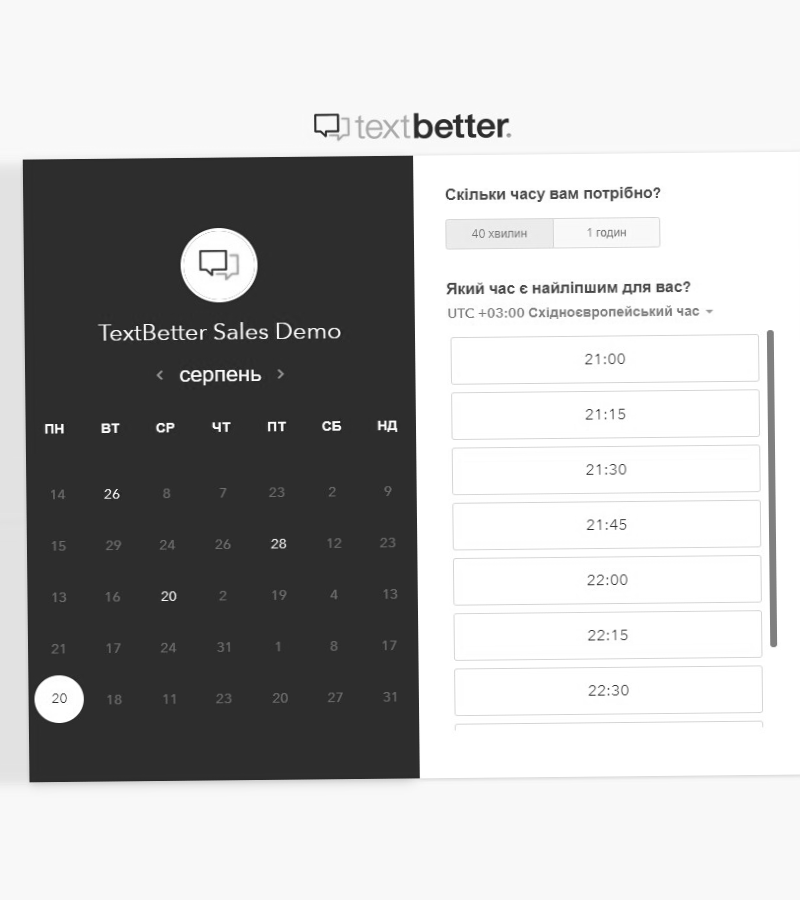 textbetter.
TextBetter Sales Demo
серпень
ПН ВТ СР ЧТ ПТ СБ НД
14 26 8 7 23 2 9
15 29 24 26 28 12 23
13 16 20 2 19 4 13
21 17 24 31 1 8 17
20 18 11 23 20 27 31
Скільки часу вам потрібно?
40 хвилин 1 годин
Який час є найліпшим для вас?
UTC +03:00 Східноєвропейський час
21:00
21:15
21:30
21:45
22:00
22:15
22:30